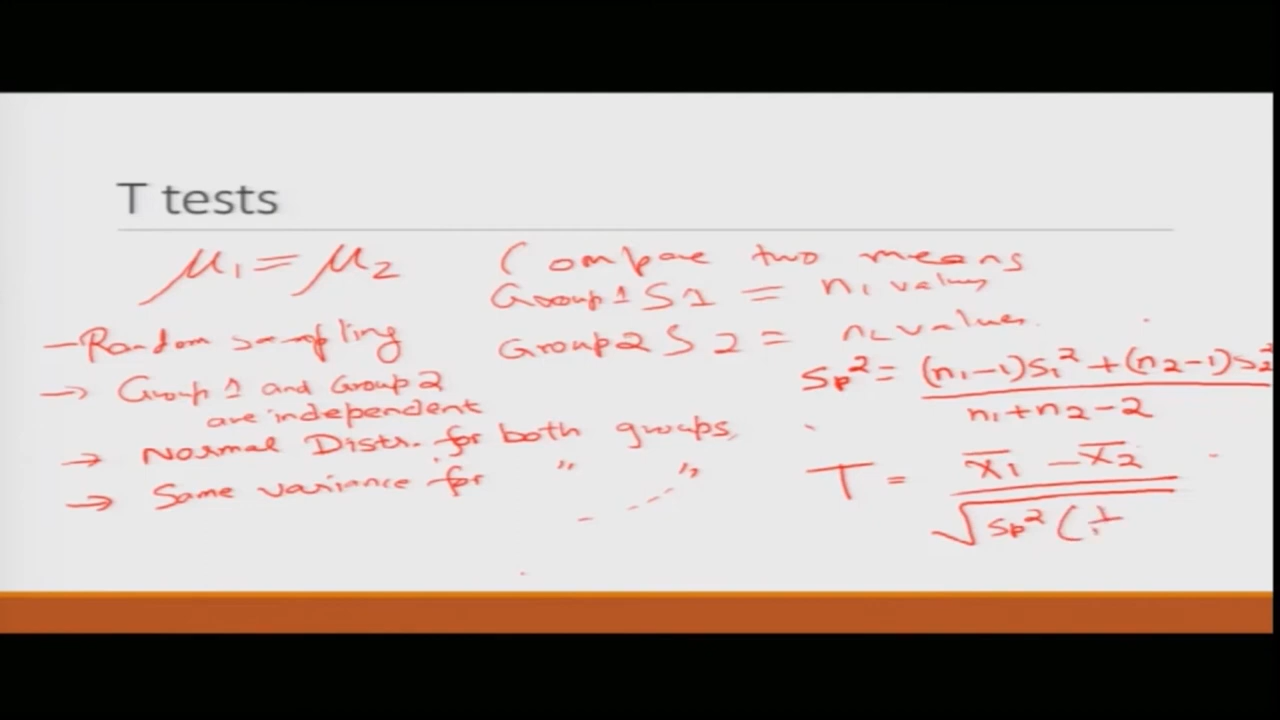 T tests
μ₁ = μ₂
Compare two means
Group 1 S1 = n₁ values
Group 2 S2 = n₂ values
- Random sampling
→ Group 1 and Group 2
are independent
→ Normal Distr. for both groups,
→ Same variance for " "
Sp² = (n₁-1)S₁² + (n₂-1)S₂²
n₁+n₂-2
T = x̄₁ - x̄₂
√Sp² (1